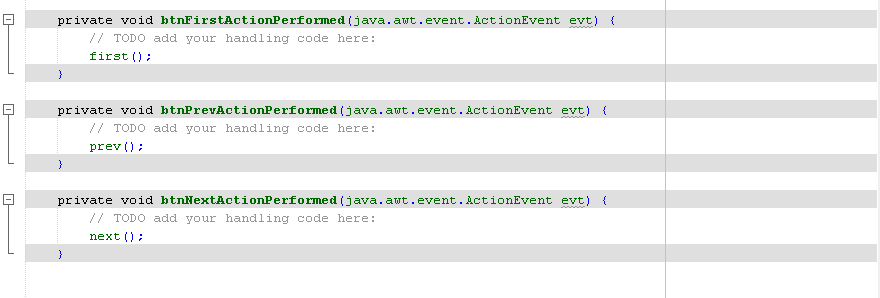 private void btnFirstActionPerformed(java.awt.event.ActionEvent evt) {
// TODO add your handling code here:
first();
}
private void btnPrevActionPerformed(java.awt.event.ActionEvent evt) {
// TODO add your handling code here:
prev();
}
private void btnNextActionPerformed(java.awt.event.ActionEvent evt) {
// TODO add your handling code here:
next();
}